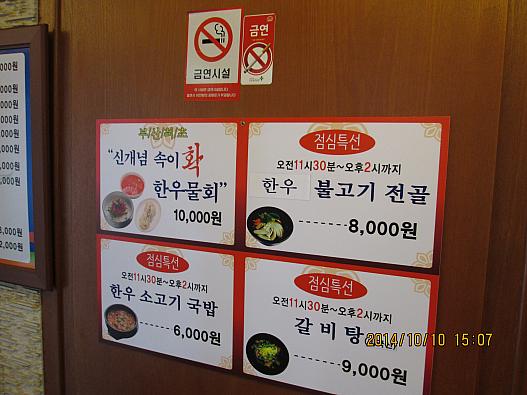 금연시설
금연
"신개념 속이 확
한우물회"
10,000원
점심특선
오전11시30분~오후2시까지
한우 불고기 전골
8,000원
점심특선
오전11시30분~오후2시까지
한우 소고기 국밥
6,000원
점심특선
오전11시30분~오후2시까지
갈비탕
9,000원
2014/10/10 15:07